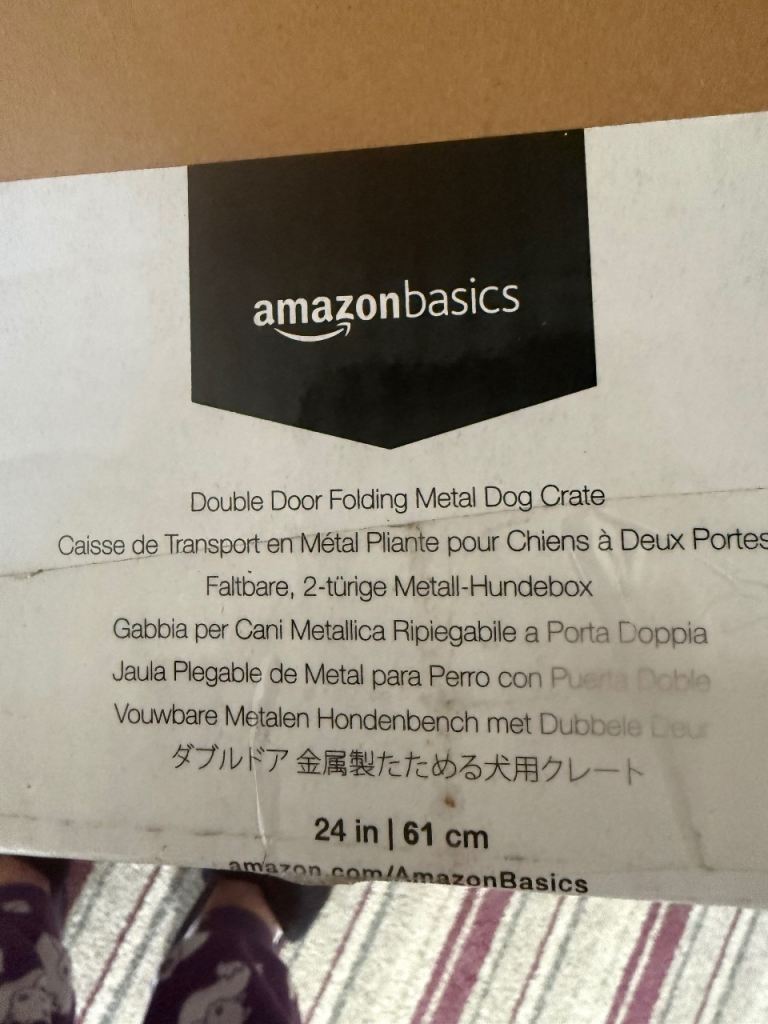 amazonbasics
Double Door Folding Metal Dog Crate
Caisse de Transport en Métal Pliante pour Chiens à Deux Portes
Faltbare, 2-türige Metall-Hundebox
Gabbia per Cani Metallica Ripiegabile a Porta Doppia
Jaula Plegable de Metal para Perro con Puerta Doble
Vouwbare Metalen Hondenbench met Dubbele Deur
ダブルドア 金属製たためる犬用クレート
24 in | 61 cm
amazon.com/AmazonBasics